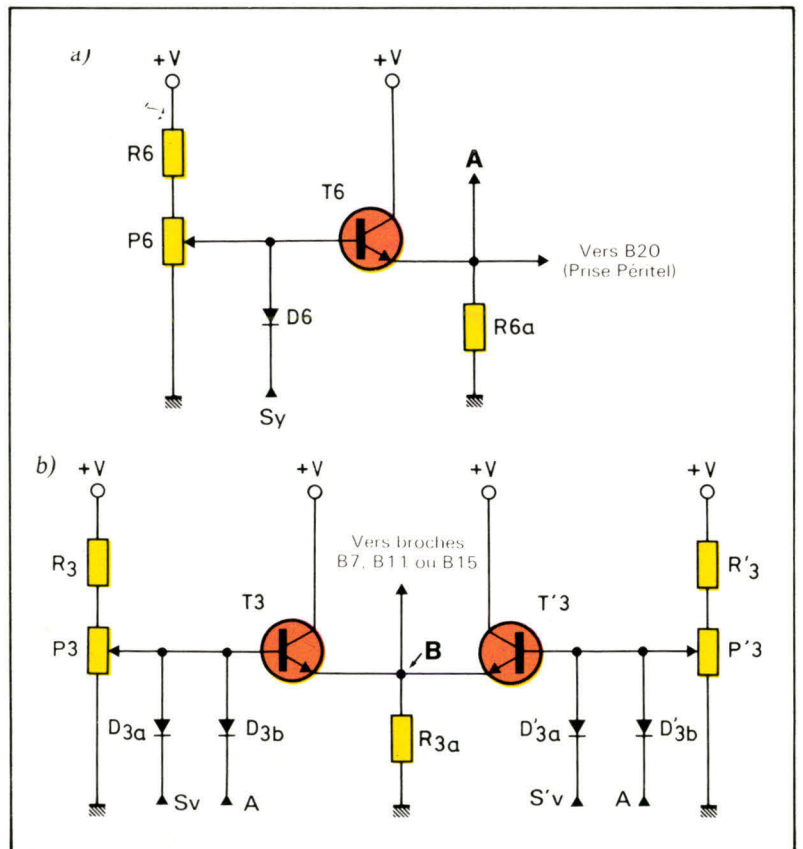 a)
+V
+V
R6
A
T6
P6
Vers B20
(Prise Péritel)
D6
R6a
Sy
b)
+V
+V
+V
+V
Vers broches
B7, B11 ou B15
R3
R'3
T3
T'3
P3
B
P'3
D3a
D3b
R3a
D'3a
D'3b
Sv
A
S'v
A